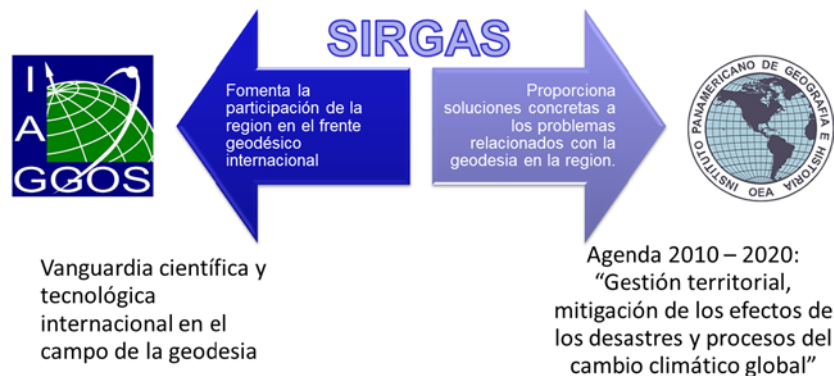 SIRGAS
I
A
GGOS
Fomenta la
participación de la
region en el frente
geodésico
internacional
Proporciona
soluciones concretas a
los problemas
relacionados con la
geodesia en la region.
INSTITUTO PANAMERICANO DE GEOGRAFIA E HISTORIA
OEA
Vanguardia científica y
tecnológica
internacional en el
campo de la geodesia
Agenda 2010 – 2020:
“Gestión territorial,
mitigación de los efectos de
los desastres y procesos del
cambio climático global”